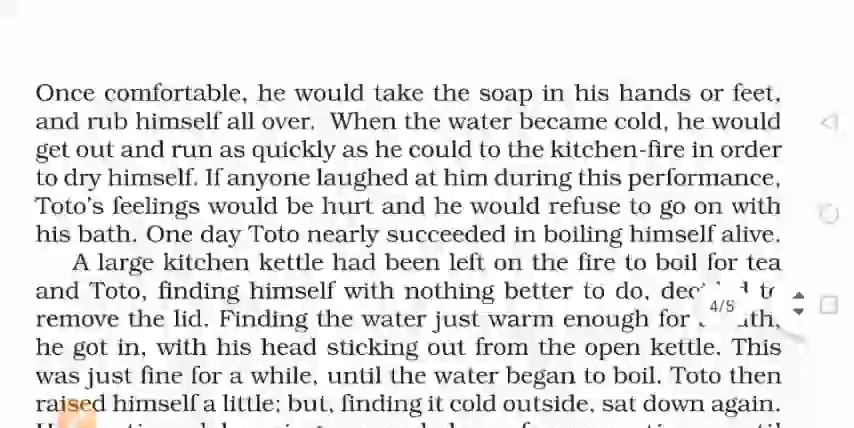 Once comfortable, he would take the soap in his hands or feet,
and rub himself all over. When the water became cold, he would
get out and run as quickly as he could to the kitchen-fire in order
to dry himself. If anyone laughed at him during this performance,
Toto's feelings would be hurt and he would refuse to go on with
his bath. One day Toto nearly succeeded in boiling himself alive.
A large kitchen kettle had been left on the fire to boil for tea
and Toto, finding himself with nothing better to do,
remove the lid. Finding the water just warm enough for
he got in, with his head sticking out from the open kettle. This
was just fine for a while, until the water began to boil. Toto then
raised himself a little; but, finding it cold outside, sat down again.
4/8